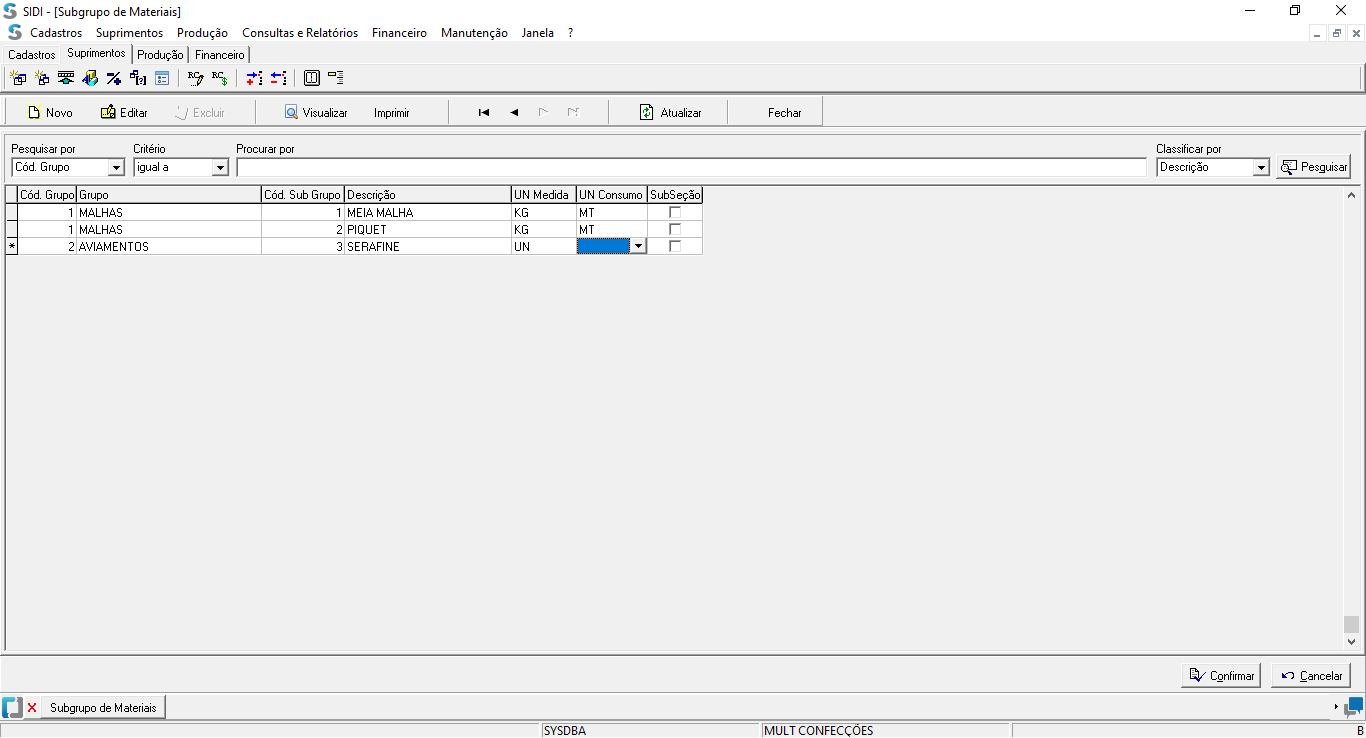 SIDI - [Subgrupo de Materiais]
Cadastros Suprimentos Produção Consultas e Relatórios Financeiro Manutenção Janela ?
Cadastros Suprimentos Produção Financeiro
Novo Editar Excluir Visualizar Imprimir Atualizar Fechar
Pesquisar por Critério Procurar por Classificar por
Cód. Grupo igual a Descrição Pesquisar
Cód. Grupo Grupo Cód. Sub Grupo Descrição UN Medida UN Consumo SubSeção
1 MALHAS 1 MEIA MALHA KG MT
1 MALHAS 2 PIQUET KG MT
* 2 AVIAMENTOS 3 SERAFINE UN
Confirmar Cancelar
Subgrupo de Materiais
SYSDBA MULT CONFECÇÕES B